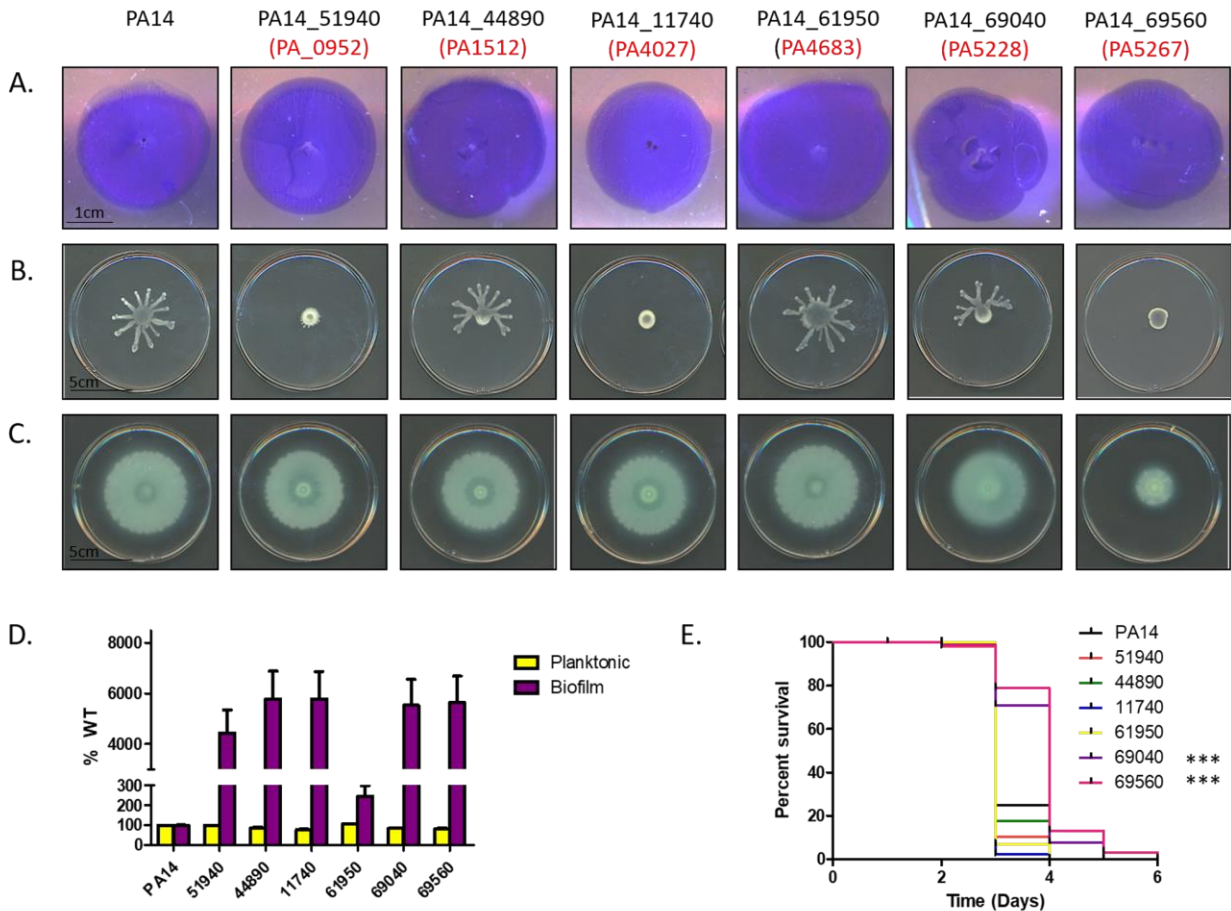 PA14 PA14_51940 PA14_44890 PA14_11740 PA14_61950 PA14_69040 PA14_69560
(PA_0952) (PA1512) (PA4027) (PA4683) (PA5228) (PA5267)
A.
1cm
B.
5cm
C.
5cm
D.
% WT
8000
6000
4000
300
200
100
0
PA14 51940 44890 11740 61950 69040 69560
Planktonic
Biofilm
E.
Percent survival
100
80
60
40
20
0
0 2 4 6
Time (Days)
PA14
51940
44890
11740
61950
69040 ***
69560 ***